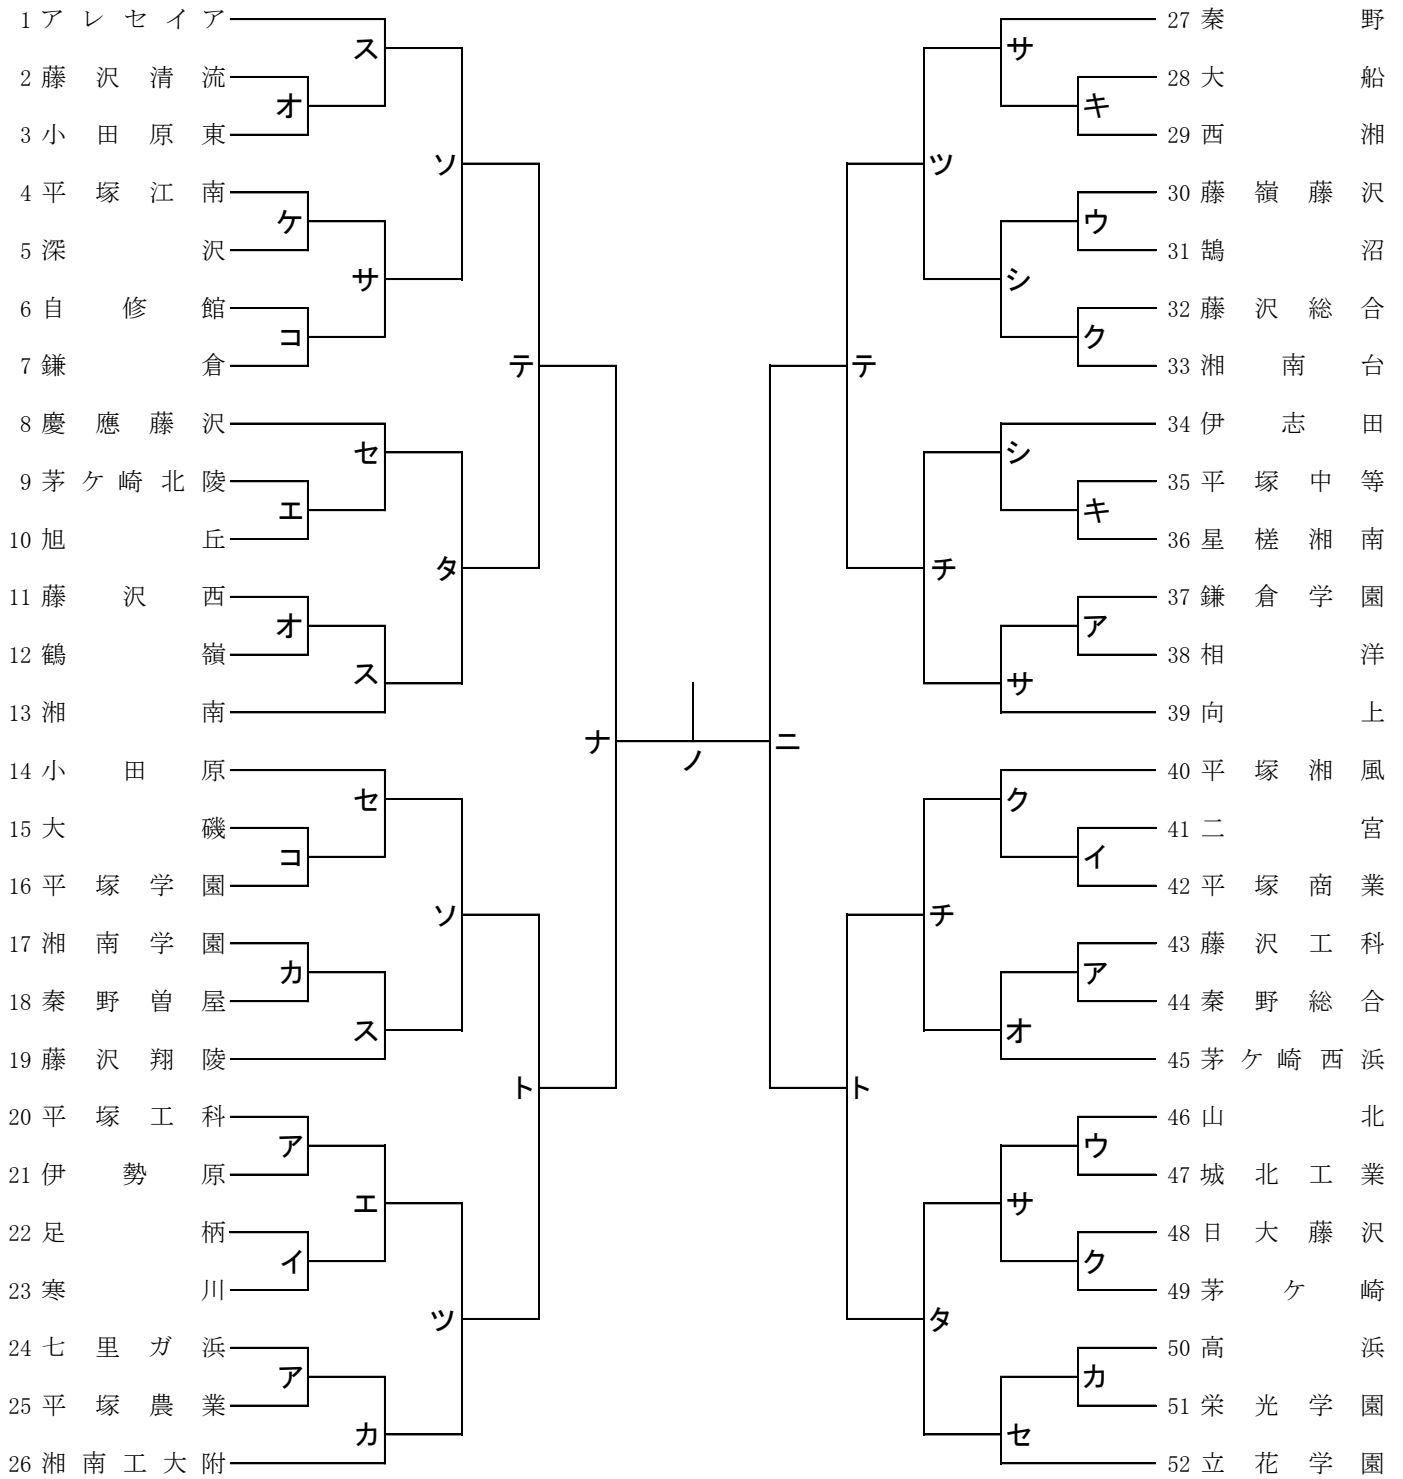 1 アレセイア
2 藤沢清流
3 小田原東
4 平塚江南
5 深沢
6 自修館
7 鎌倉
8 慶應藤沢
9 茅ケ崎北陵
10 旭丘
11 藤沢西
12 鶴嶺
13 湘南
14 小田原
15 大磯
16 平塚学園
17 湘南学園
18 秦野曽屋
19 藤沢翔陵
20 平塚工科
21 伊勢原
22 足柄
23 寒川
24 七里ガ浜
25 平塚農業
26 湘南工大附
ス
オ
ソ
ケ
サ
コ
テ
セ
エ
タ
オ
ス
ナ
セ
コ
ソ
カ
ス
ト
ア
エ
イ
ツ
ア
カ
ノ
サ
キ
ツ
ウ
シ
ク
テ
シ
キ
チ
ア
サ
ニ
ク
イ
チ
ア
オ
ト
ウ
サ
ク
タ
カ
セ
27 秦野
28 大船
29 西湘
30 藤嶺藤沢
31 鵠沼
32 藤沢総合
33 湘南台
34 伊志田
35 平塚中等
36 星槎湘南
37 鎌倉学園
38 相洋
39 向上
40 平塚湘風
41 二宮
42 平塚商業
43 藤沢工科
44 秦野総合
45 茅ケ崎西浜
46 山北
47 城北工業
48 日大藤沢
49 茅ケ崎
50 高浜
51 栄光学園
52 立花学園